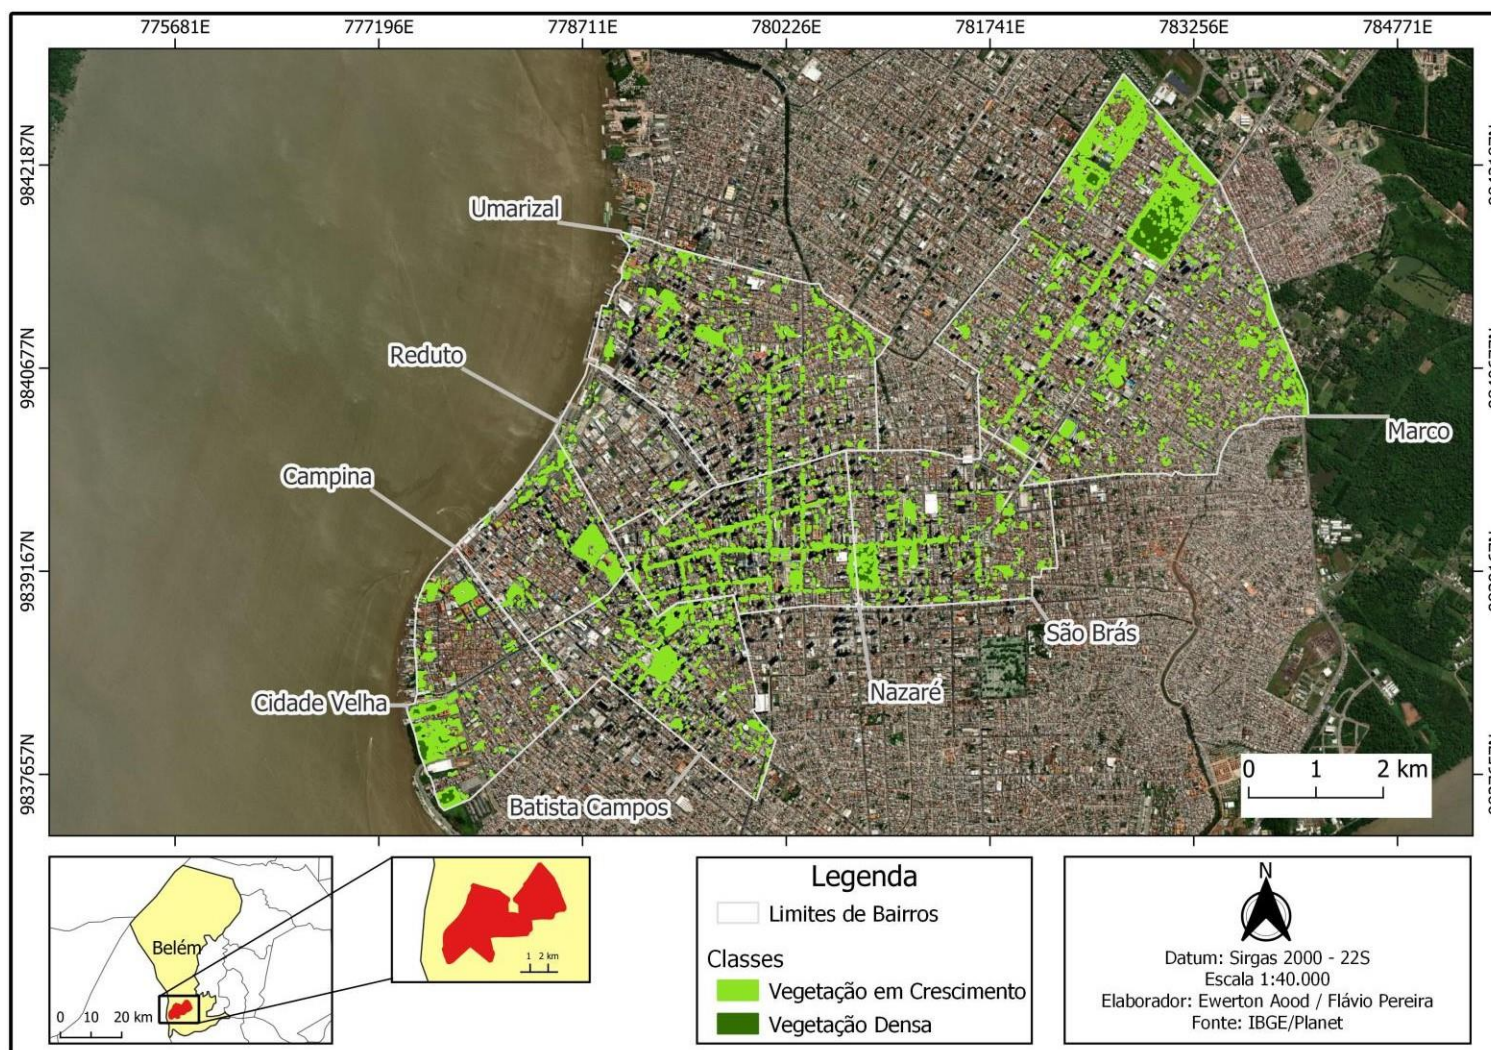 775681E 777196E 778711E 780226E 781741E 783256E 784771E
9842187N
Umarizal
9840677N
Reduto
Marco
Campina
9839167N
São Brás
Nazaré
Cidade Velha
9837657N
Batista Campos
0 1 2 km
Belém
0 10 20 km
1 2 km
Legenda
Limites de Bairros
Classes
Vegetação em Crescimento
Vegetação Densa
N
Datum: Sirgas 2000 - 22S
Escala 1:40.000
Elaborador: Ewerton Aood / Flávio Pereira
Fonte: IBGE/Planet